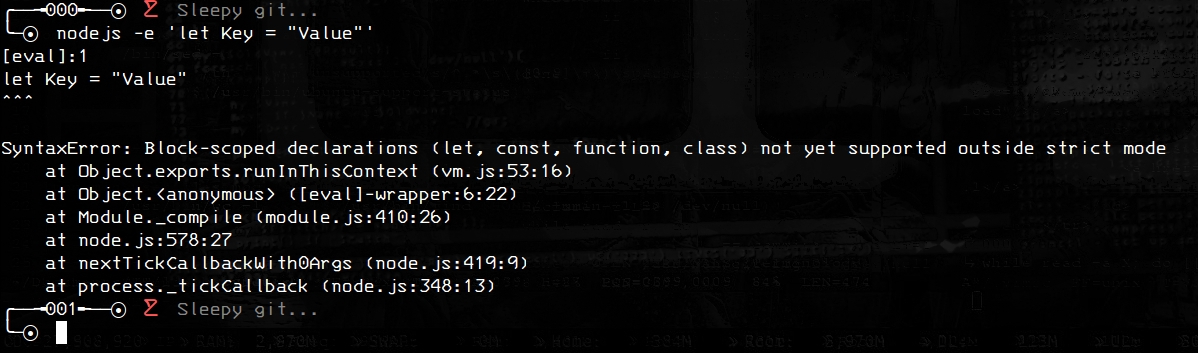 000 Sleepy git...
nodejs -e 'let Key = "Value"'
[eval]:1
let Key = "Value"
^^^
SyntaxError: Block-scoped declarations (let, const, function, class) not yet supported outside strict mode
    at Object.exports.runInThisContext (vm.js:53:16)
    at Object.<anonymous> ([eval]-wrapper:6:22)
    at Module._compile (module.js:410:26)
    at node.js:578:27
    at nextTickCallbackWith0Args (node.js:419:9)
    at process._tickCallback (node.js:348:13)
001 Sleepy git...